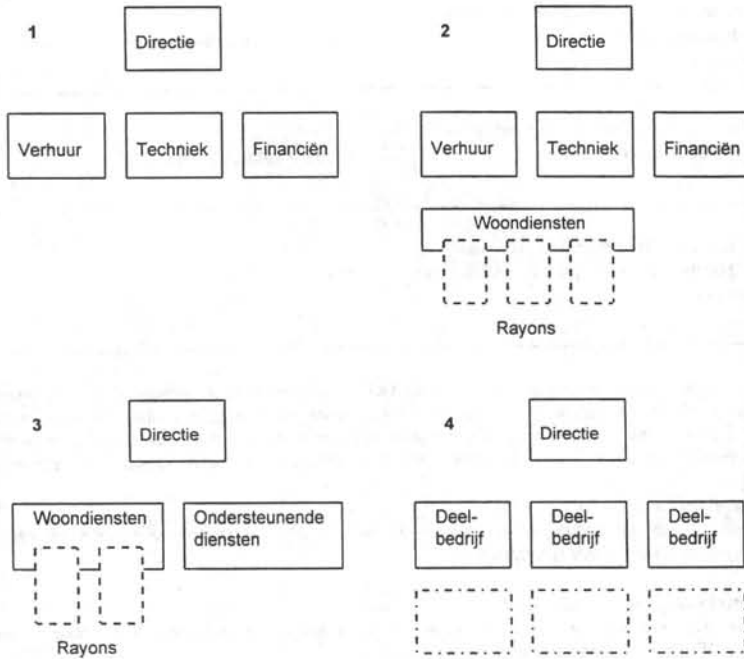 1
Directie
Verhuur
Techniek
Financiën
2
Directie
Verhuur
Techniek
Financiën
Woondiensten
Rayons
3
Directie
Woondiensten
Ondersteunende
diensten
Rayons
4
Directie
Deel-
bedrijf
Deel-
bedrijf
Deel-
bedrijf